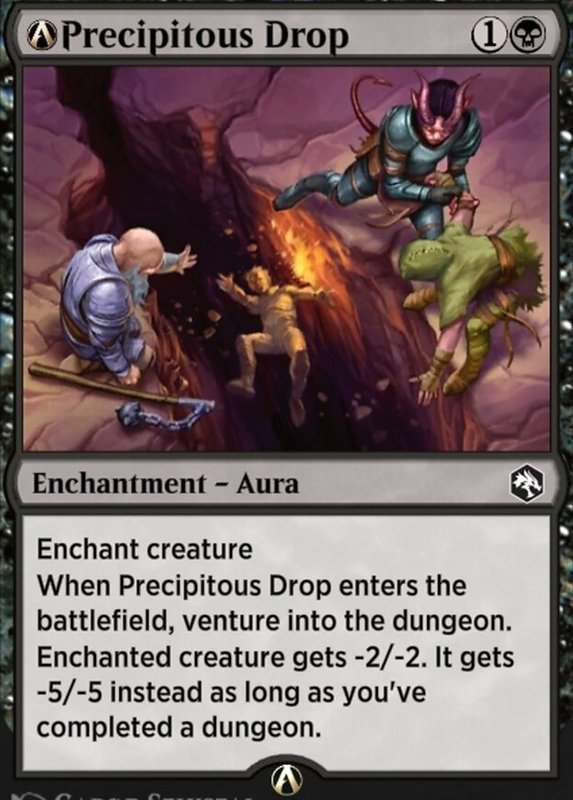 Precipitous Drop 1
Enchantment – Aura
Enchant creature
When Precipitous Drop enters the
battlefield, venture into the dungeon.
Enchanted creature gets -2/-2. It gets
-5/-5 instead as long as you've
completed a dungeon.